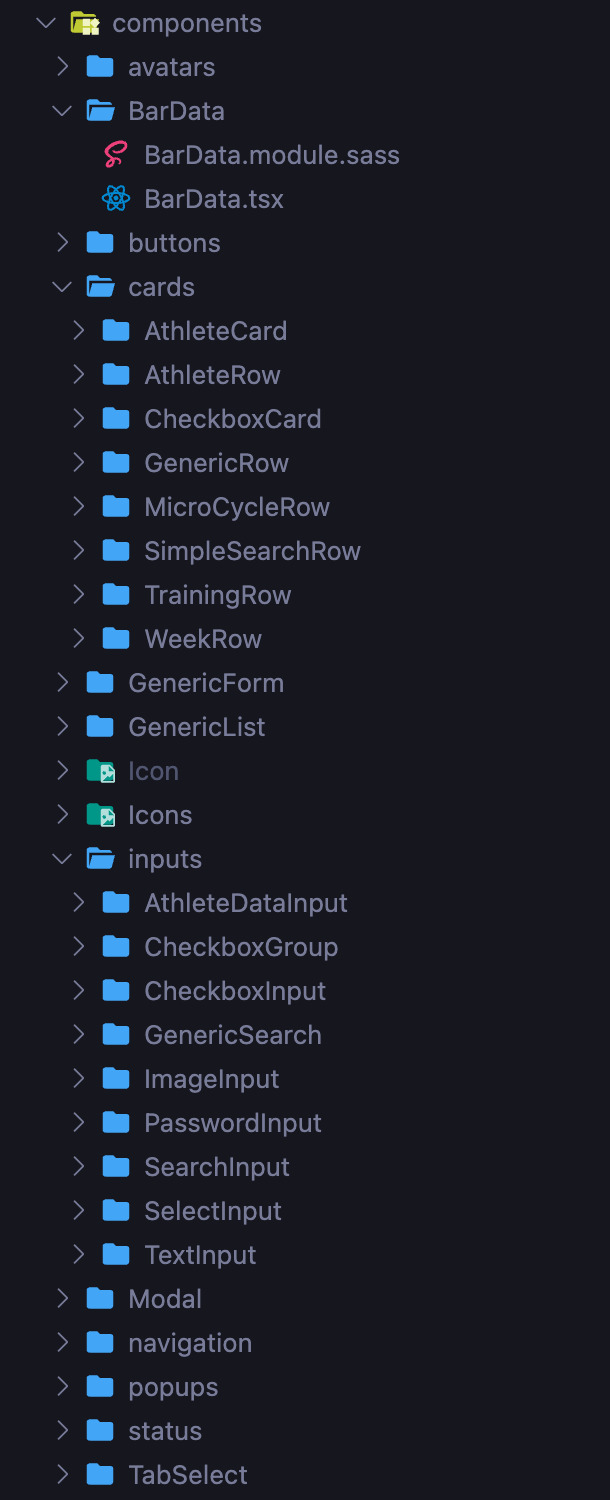 components
avatars
BarData
BarData.module.sass
BarData.tsx
buttons
cards
AthleteCard
AthleteRow
CheckboxCard
GenericRow
MicroCycleRow
SimpleSearchRow
TrainingRow
WeekRow
GenericForm
GenericList
Icon
Icons
inputs
AthleteDataInput
CheckboxGroup
CheckboxInput
GenericSearch
ImageInput
PasswordInput
SearchInput
SelectInput
TextInput
Modal
navigation
popups
status
TabSelect